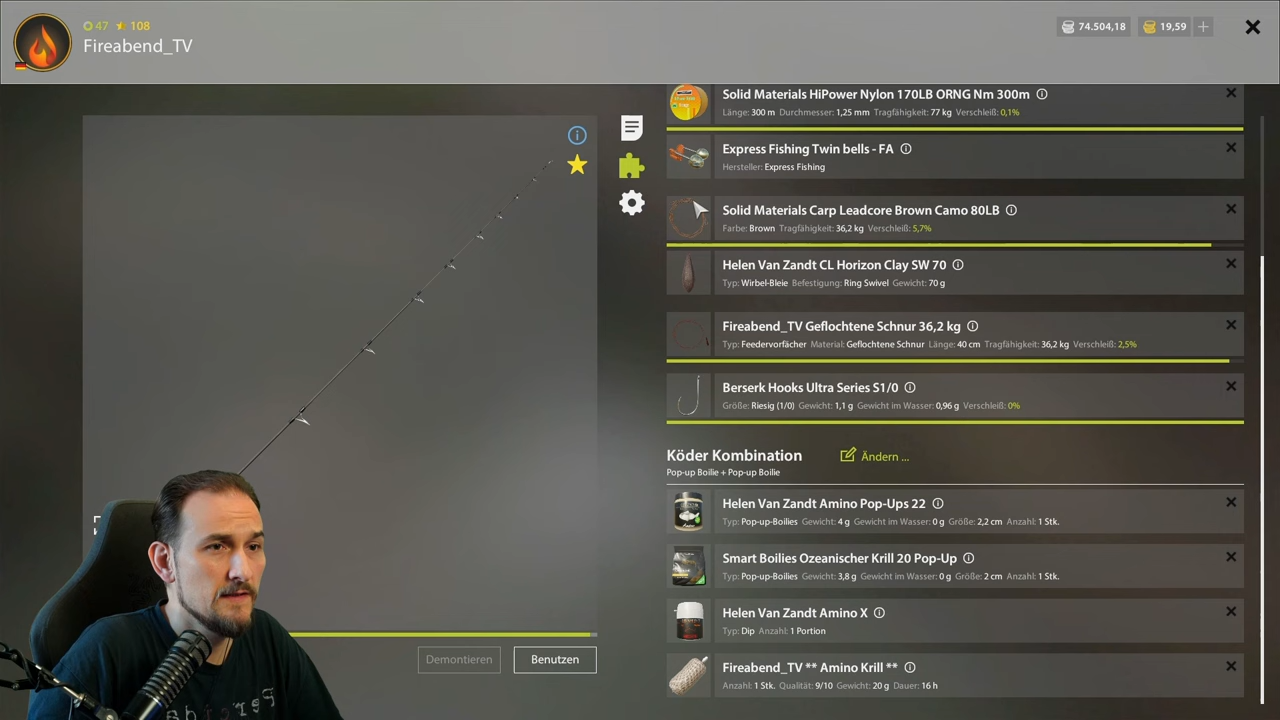 47 108
Fireabend_TV
74.504,18
19,59
Solid Materials HiPower Nylon 170LB ORNG Nm 300m
Länge: 300 m Durchmesser: 1,25 mm Tragfähigkeit: 77 kg Verschleiß: 0,1%
Express Fishing Twin bells - FA
Hersteller: Express Fishing
Solid Materials Carp Leadcore Brown Camo 80LB
Farbe: Brown Tragfähigkeit: 36,2 kg Verschleiß: 5,7%
Helen Van Zandt CL Horizon Clay SW 70
Typ: Wirbel-Bleie Befestigung: Ring Swivel Gewicht: 70 g
Fireabend_TV Geflochtene Schnur 36,2 kg
Typ: Feedervorfächer Material: Geflochtene Schnur Länge: 40 cm Tragfähigkeit: 36,2 kg Verschleiß: 2,5%
Berserk Hooks Ultra Series S1/0
Größe: Riesig (1/0) Gewicht: 1,1 g Gewicht im Wasser: 0,96 g Verschleiß: 0%
Köder Kombination
Ändern ...
Pop-up Boilie + Pop-up Boilie
Helen Van Zandt Amino Pop-Ups 22
Typ: Pop-up-Boilies Gewicht: 4 g Gewicht im Wasser: 0 g Größe: 2,2 cm Anzahl: 1 Stk.
Smart Boilies Ozeanischer Krill 20 Pop-Up
Typ: Pop-up-Boilies Gewicht: 3,8 g Gewicht im Wasser: 0 g Größe: 2 cm Anzahl: 1 Stk.
Helen Van Zandt Amino X
Typ: Dip Anzahl: 1 Portion
Fireabend_TV ** Amino Krill **
Anzahl: 1 Stk. Qualität: 9/10 Gewicht: 20 g Dauer: 16 h
Demontieren
Benutzen